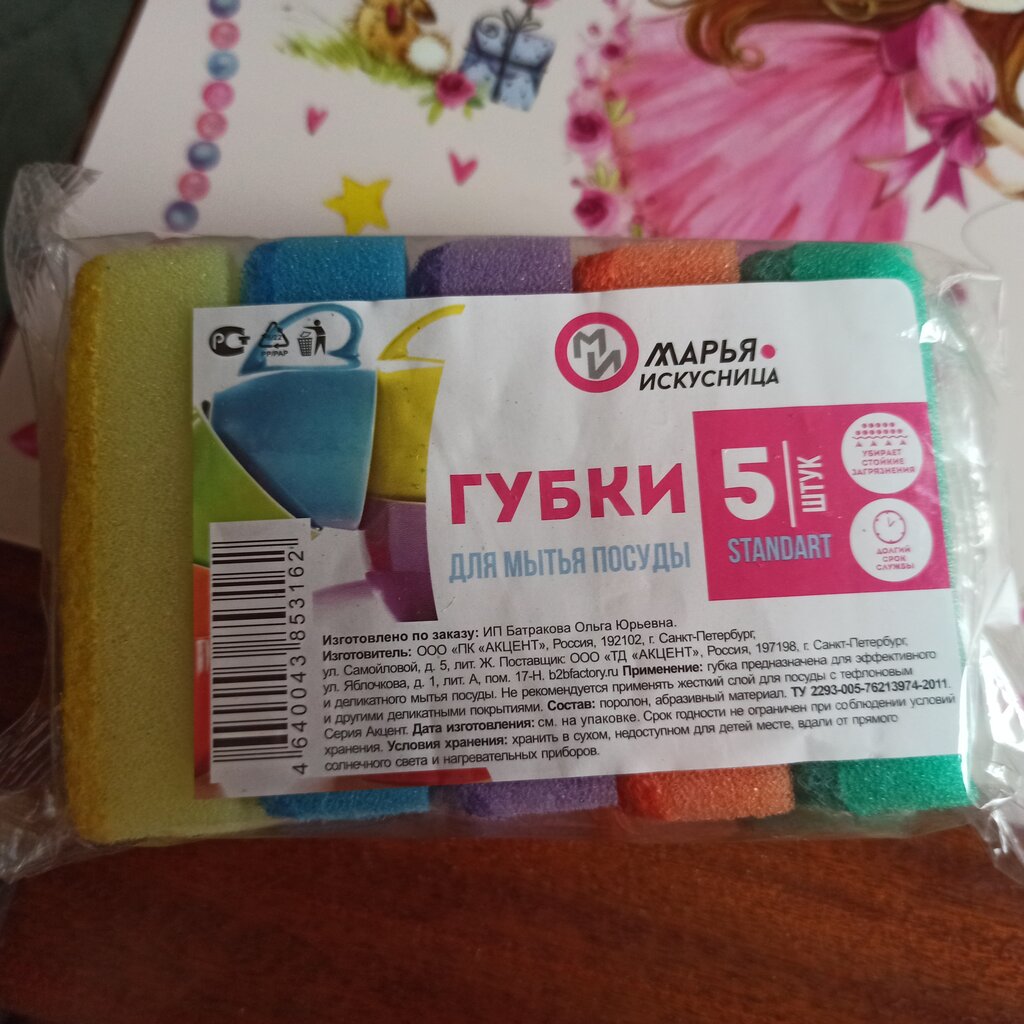 РСТ
PP/PAP
МИ
МАРЬЯ
ИСКУСНИЦА
ГУБКИ
ДЛЯ МЫТЬЯ ПОСУДЫ
5 ШТУК
STANDART
УБИРАЕТ
СТОЙКИЕ
ЗАГРЯЗНЕНИЯ
ДОЛГИЙ
СРОК
СЛУЖБЫ
4 640043 853162
Изготовлено по заказу: ИП Батракова Ольга Юрьевна.
Изготовитель: ООО «ПК «АКЦЕНТ», Россия, 192102, г. Санкт-Петербург,
ул. Самойловой, д. 5, лит. Ж. Поставщик: ООО «ТД «АКЦЕНТ», Россия, 197198, г. Санкт-Петербург,
ул. Яблочкова, д. 1, лит. А, пом. 17-Н. b2bfactory.ru Применение: губка предназначена для эффективного
и деликатного мытья посуды. Не рекомендуется применять жесткий слой для посуды с тефлоновым
и другими деликатными покрытиями. Состав: поролон, абразивный материал. ТУ 2293-005-76213974-2011.
Серия Акцент. Дата изготовления: см. на упаковке. Срок годности не ограничен при соблюдении условий
хранения. Условия хранения: хранить в сухом, недоступном для детей месте, вдали от прямого
солнечного света и нагревательных приборов.